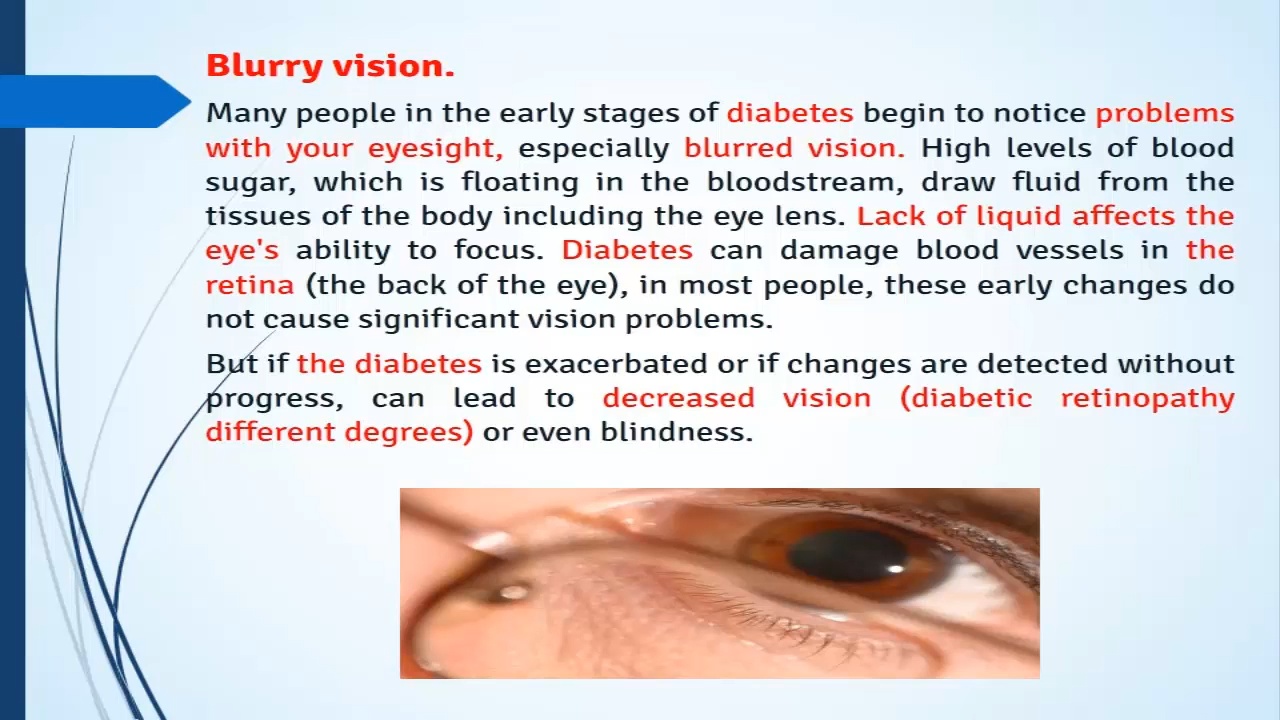 Blurry vision.
Many people in the early stages of diabetes begin to notice problems
with your eyesight, especially blurred vision. High levels of blood
sugar, which is floating in the bloodstream, draw fluid from the
tissues of the body including the eye lens. Lack of liquid affects the
eye's ability to focus. Diabetes can damage blood vessels in the
retina (the back of the eye), in most people, these early changes do
not cause significant vision problems.
But if the diabetes is exacerbated or if changes are detected without
progress, can lead to decreased vision (diabetic retinopathy
different degrees) or even blindness.